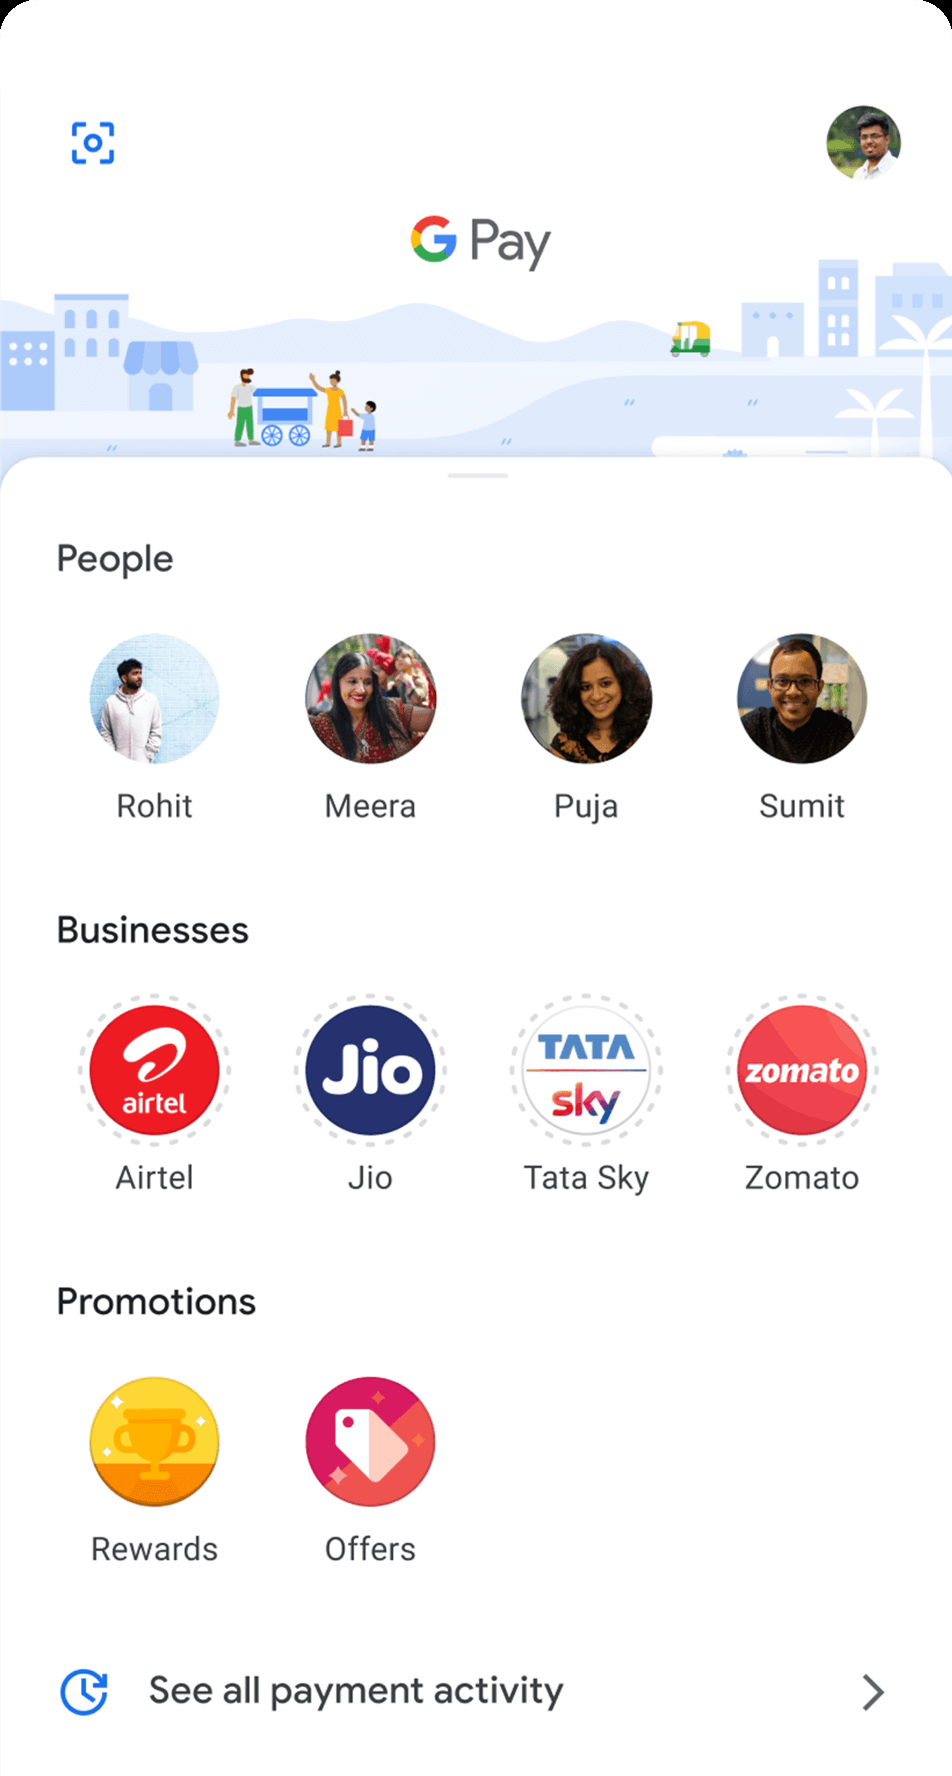 G Pay
People
Rohit Meera Puja Sumit
Businesses
airtel Jio TATA sky zomato
Airtel Jio Tata Sky Zomato
Promotions
Rewards Offers
See all payment activity